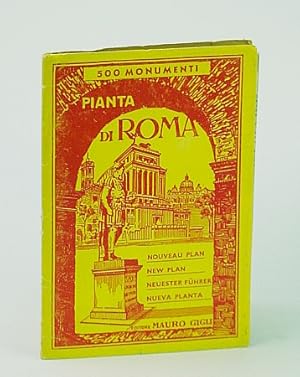 500 MONUMENTI
PIANTA
DI ROMA
NOUVEAU PLAN
NEW PLAN
NEUESTER FÜHRER
NUEVA PLANTA
EDITORE MAURO GIGLI